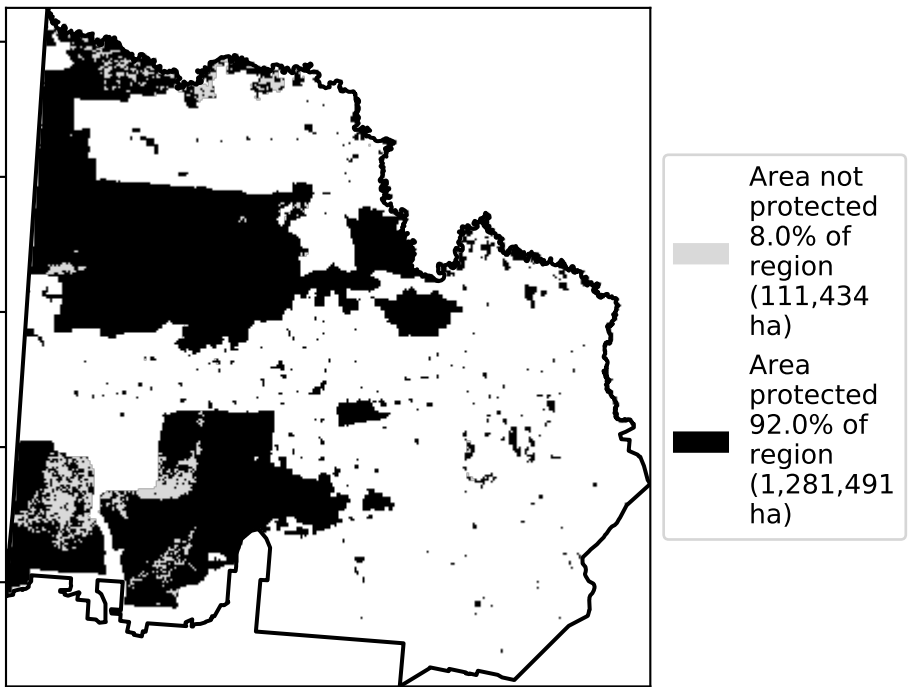 Area not
protected
8.0% of
region
(111,434
ha)
Area
protected
92.0% of
region
(1,281,491
ha)